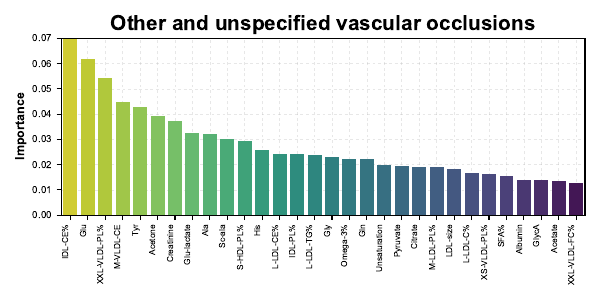 Other and unspecified vascular occlusions
Importance
0.07
0.06
0.05
0.04
0.03
0.02
0.01
0.00
IDL-CE%
Glu
XXL-VLDL-PL%
M-VLDL-CE
Tyr
Acetone
Creatinine
Glu-lactate
Ala
Scela
S-HDL-PL%
His
L-LDL-CE%
IDL-PL%
L-LDL-TG%
Gly
Omega-3%
Gln
Unsaturation
Pyruvate
Citrate
M-LDL-PL%
LDL-size
L-LDL-C%
XS-VLDL-PL%
SFA%
Albumin
GlycA
Acetate
XXL-VLDL-FC%